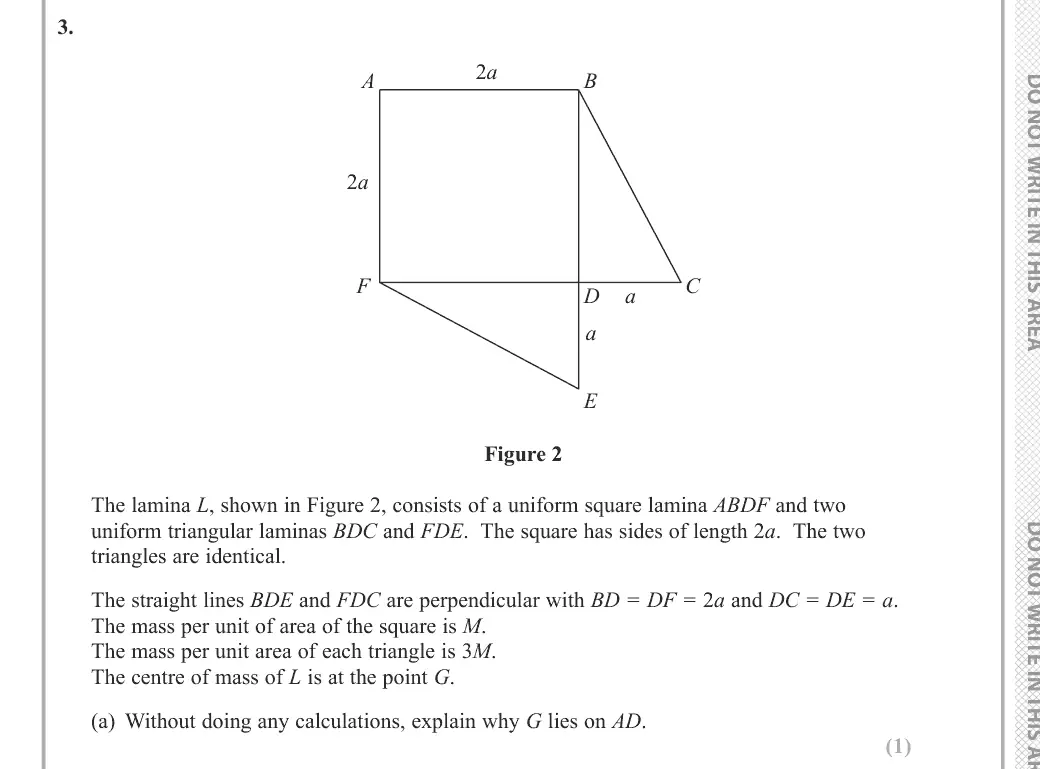 3.
2a
A
B
2a
F
D
a
C
a
E
Figure 2
The lamina L, shown in Figure 2, consists of a uniform square lamina ABDF and two
uniform triangular laminas BDC and FDE. The square has sides of length 2a. The two
triangles are identical.
The straight lines BDE and FDC are perpendicular with BD = DF = 2a and DC = DE = a.
The mass per unit of area of the square is M.
The mass per unit area of each triangle is 3M.
The centre of mass of L is at the point G.
(a) Without doing any calculations, explain why G lies on AD.
(1)
DO NOT WRITE IN THIS AREA
DO NOT WRITE IN THIS